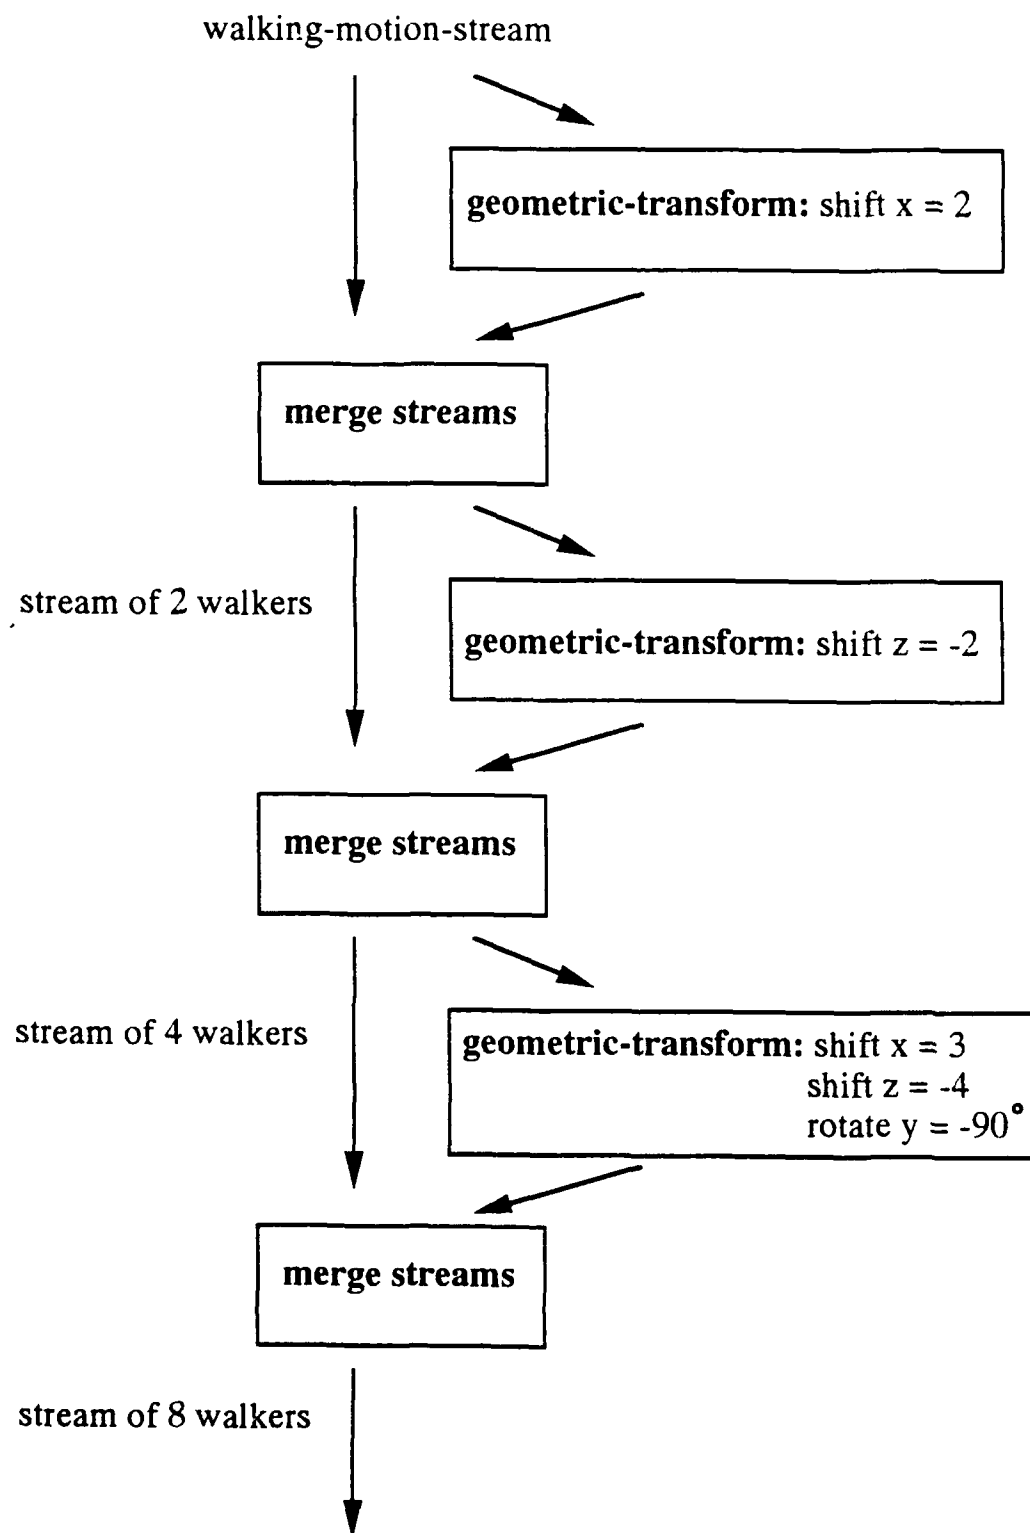 walking-motion-stream
geometric-transform: shift x = 2
merge streams
stream of 2 walkers
geometric-transform: shift z = -2
merge streams
stream of 4 walkers
geometric-transform: shift x = 3
shift z = -4
rotate y = -90°
merge streams
stream of 8 walkers